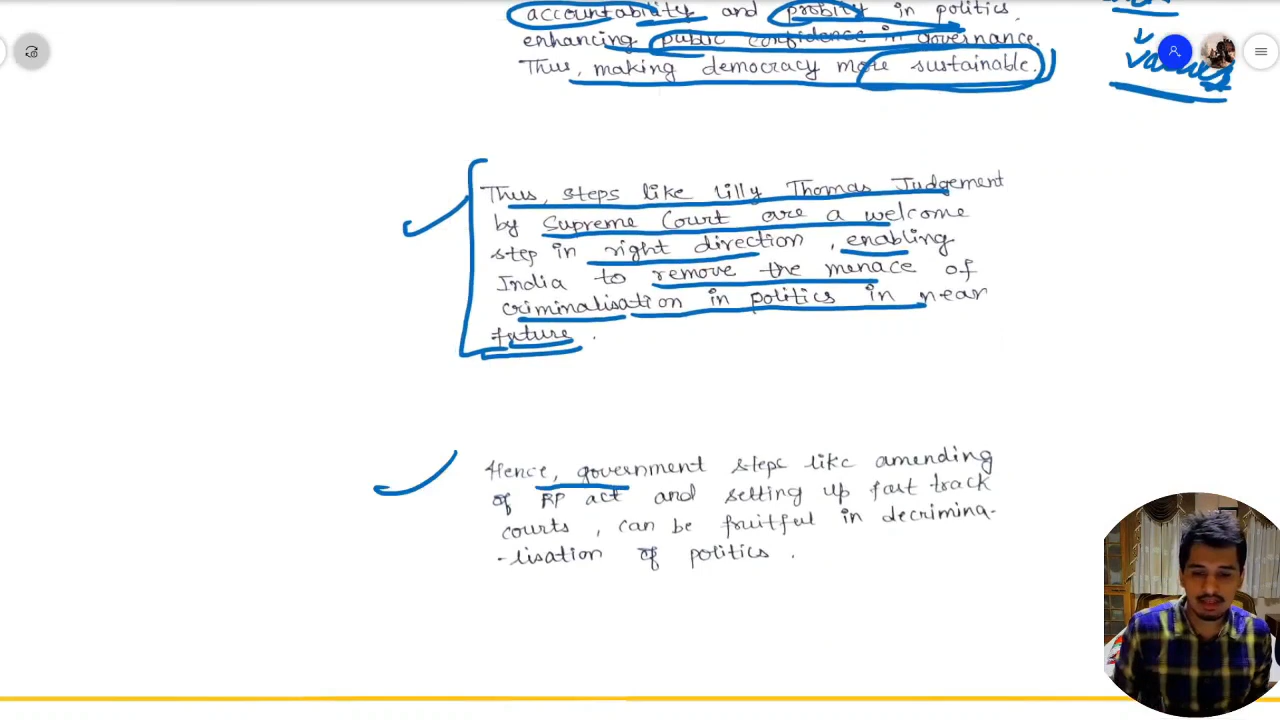 accountability and probity in politics,
enhancing public confidence in governance.
Thus, making democracy more sustainable.
values
Thus, steps like Lilly Thomas Judgement
by Supreme Court are a welcome
step in right direction, enabling
India to remove the menace of
criminalisation in politics in near
future.
Hence, government steps like amending
of RP act and setting up fast track
courts, can be fruitful in decrimina-
-lisation of politics.